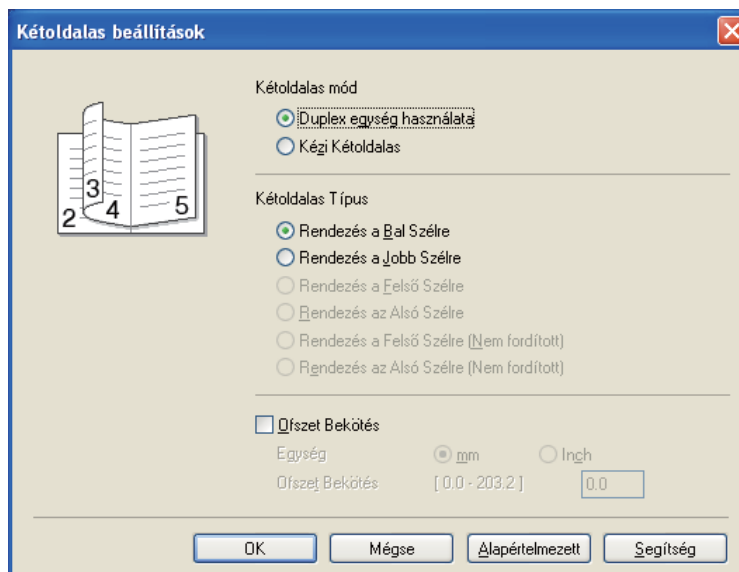 Kétoldalas beállítások
2 3 4 5
Kétoldalas mód
Duplex egység használata
Kézi Kétoldalas
Kétoldalas Típus
Rendezés a Bal Szélre
Rendezés a Jobb Szélre
Rendezés a Felső Szélre
Rendezés az Alsó Szélre
Rendezés a Felső Szélre (Nem fordított)
Rendezés az Alsó Szélre (Nem fordított)
Ofszet Bekötés
Egység mm Inch
Ofszet Bekötés [ 0.0 - 203.2 ] 0.0
OK Mégse Alapértelmezett Segítség